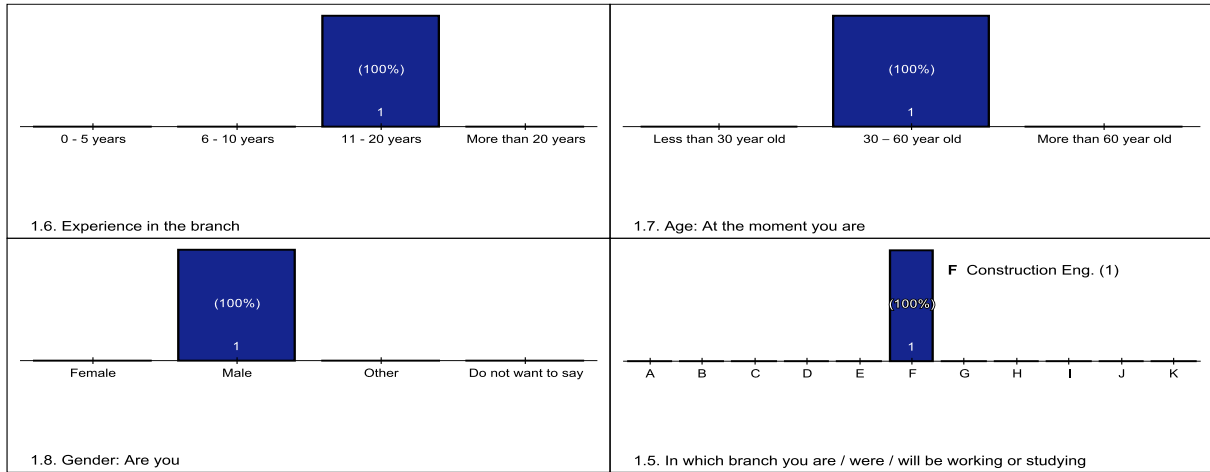 (100%)
1
0 - 5 years 6 - 10 years 11 - 20 years More than 20 years
1.6. Experience in the branch
(100%)
1
Less than 30 year old 30 – 60 year old More than 60 year old
1.7. Age: At the moment you are
(100%)
1
Female Male Other Do not want to say
1.8. Gender: Are you
F Construction Eng. (1)
(100%)
1
A B C D E F G H I J K
1.5. In which branch you are / were / will be working or studying